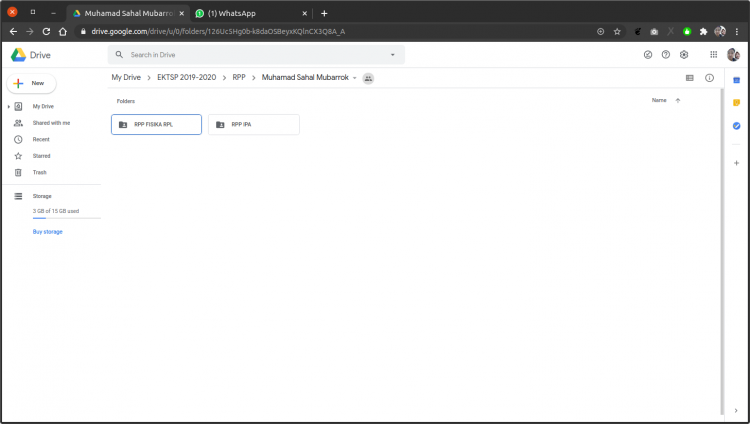 Muhamad Sahal Mubarro
(1) WhatsApp
drive.google.com/drive/u/0/folders/126UcSHg0b-k8daOSBeyxKQlnCX3Q8A_A
Drive
Search in Drive
New
My Drive
EKTSP 2019-2020
RPP
Muhamad Sahal Mubarrok
Folders
Name
My Drive
RPP FISIKA RPL
RPP IPA
Shared with me
Recent
Starred
Trash
Storage
3 GB of 15 GB used
Buy storage